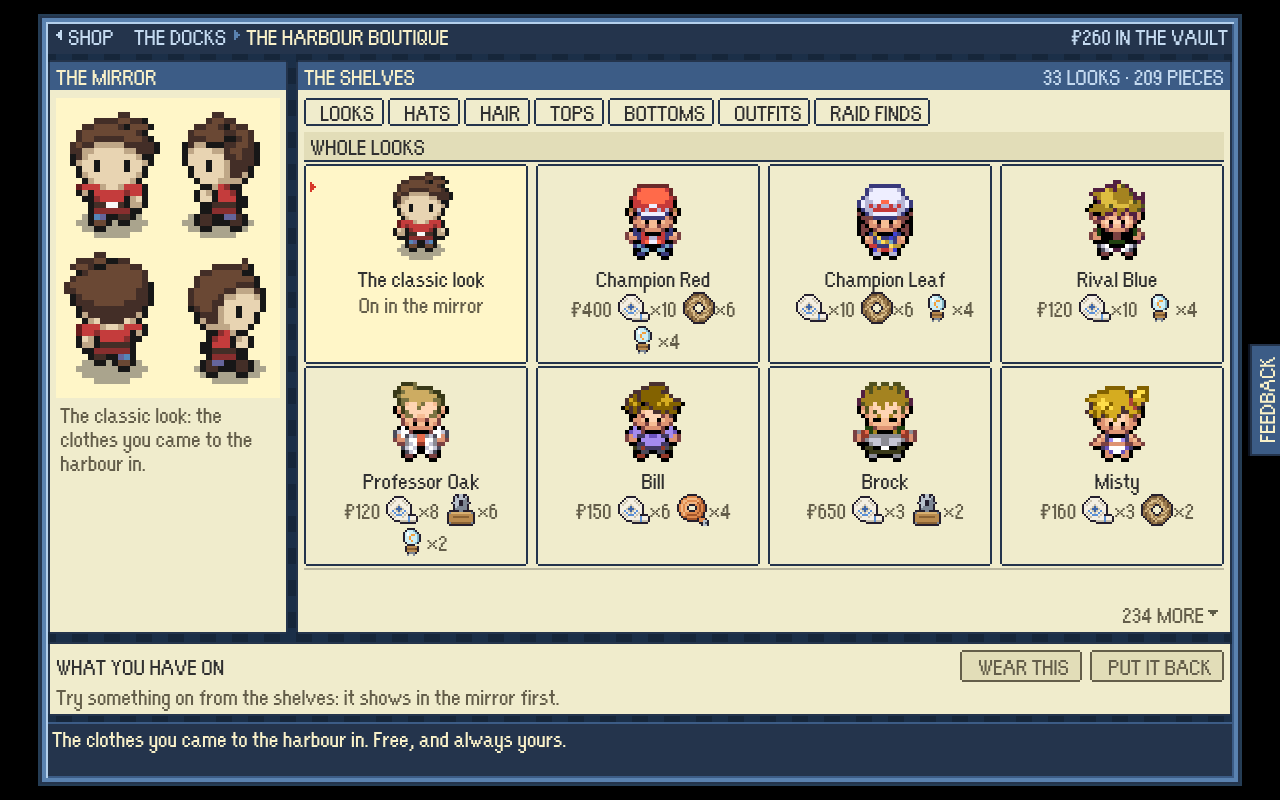 SHOP THE DOCKS THE HARBOUR BOUTIQUE
₽260 IN THE VAULT
THE MIRROR
The classic look: the
clothes you came to the
harbour in.
THE SHELVES
33 LOOKS · 209 PIECES
LOOKS HATS HAIR TOPS BOTTOMS OUTFITS RAID FINDS
WHOLE LOOKS
The classic look
On in the mirror
Champion Red
₽400 ×10 ×6
×4
Champion Leaf
×10 ×6 ×4
Rival Blue
₽120 ×10 ×4
Professor Oak
₽120 ×8 ×6
×2
Bill
₽150 ×6 ×4
Brock
₽650 ×3 ×2
Misty
₽160 ×3 ×2
234 MORE
WHAT YOU HAVE ON
WEAR THIS PUT IT BACK
Try something on from the shelves: it shows in the mirror first.
The clothes you came to the harbour in. Free, and always yours.
FEEDBACK